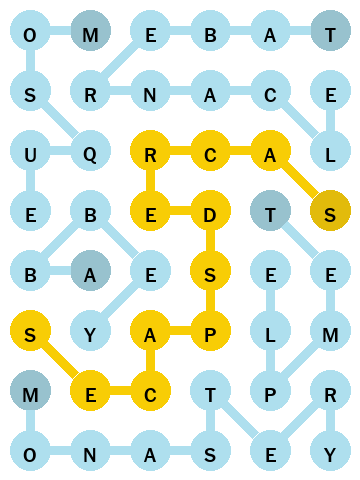 O M E B A T
S R N A C E
U Q R C A L
E B E D T S
B A E S E E
S Y A P L M
M E C T P R
O N A S E Y